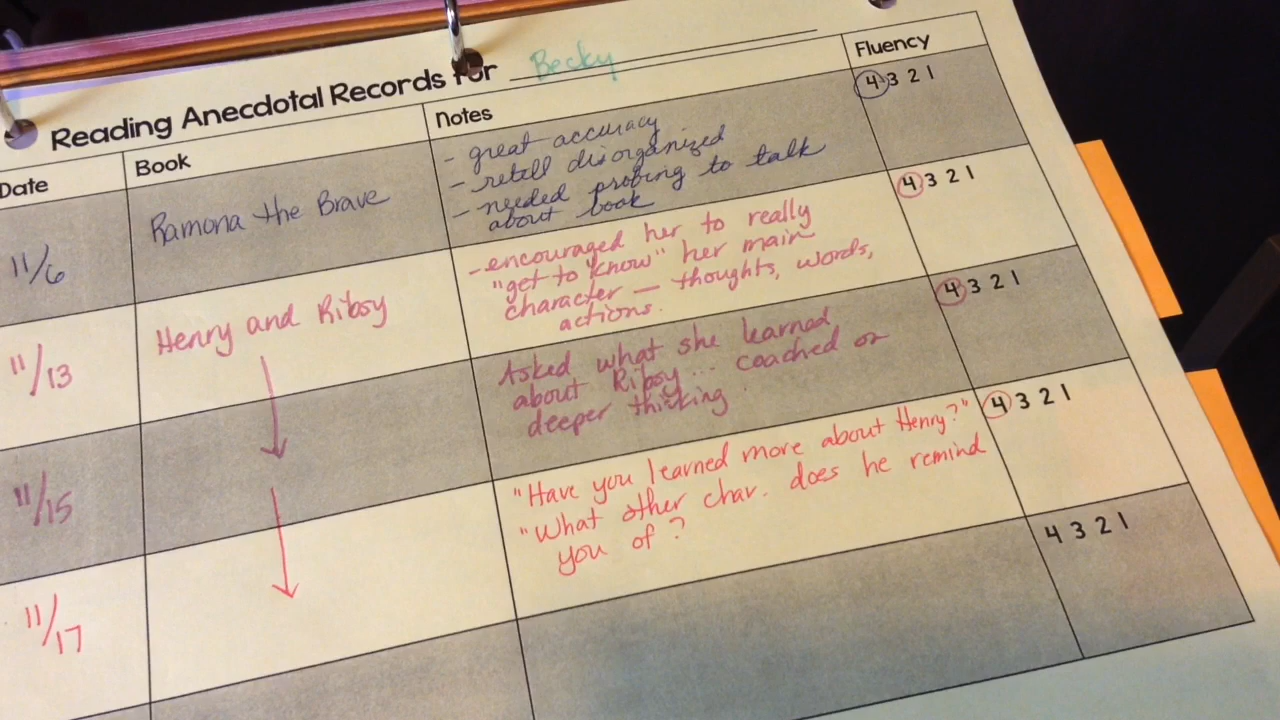 Reading Anecdotal Records for Becky
Date
Book
Notes
Fluency
11/6
Ramona the Brave
- great accuracy
- retell disorganized
- needed probing to talk
about book
4 3 2 1
11/13
Henry and Ribsy
- encouraged her to really
"get to "know" her main
character — thoughts, words,
actions.
4 3 2 1
11/15
Asked what she learned
about Ribsy... coached or
deeper thinking
4 3 2 1
11/17
"Have you learned more about Henry?"
"What other char. does he remind
you of?
4 3 2 1
4 3 2 1